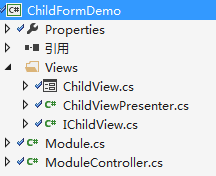 C# ChildFormDemo
Properties
引用
Views
ChildView.cs
C# ChildViewPresenter.cs
C# IChildView.cs
C# Module.cs
C# ModuleController.cs